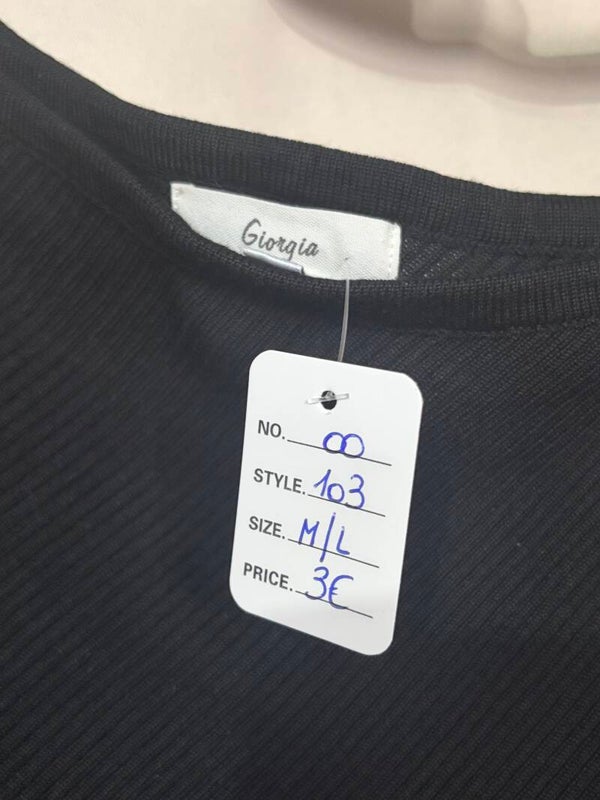 Giorgia
NO. 00
STYLE. 103
SIZE. M/L
PRICE. 3€